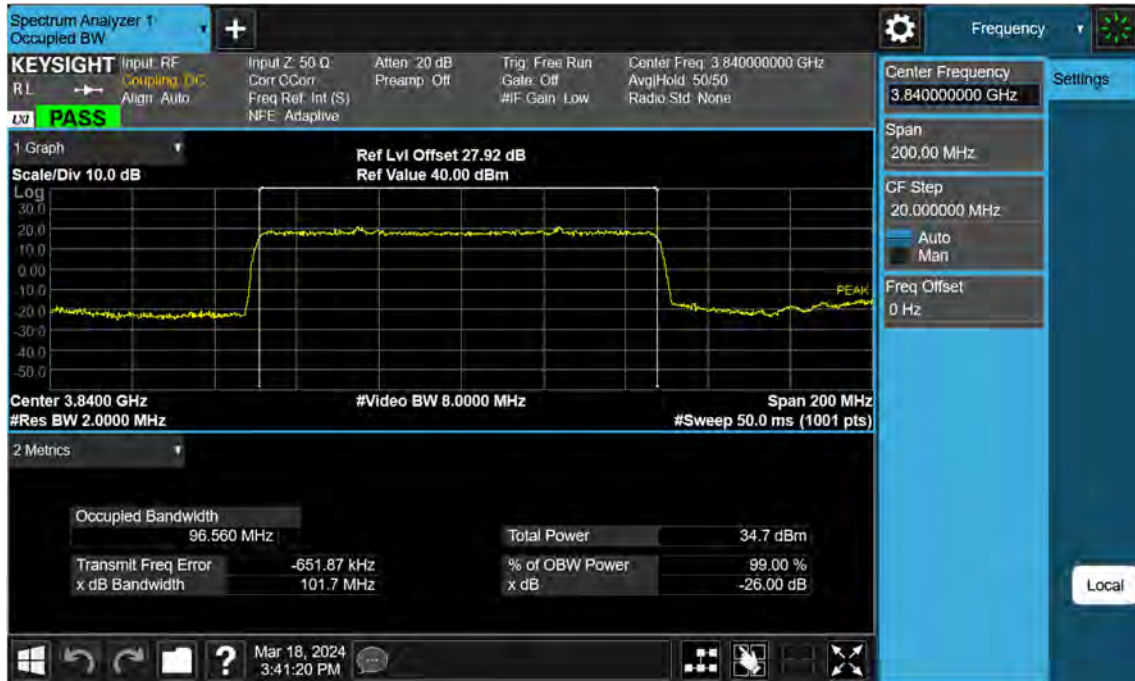 Spectrum Analyzer 1
Occupied BW
Frequency
KEYSIGHT
RL
LXI
PASS
Input: RF
Coupling: DC
Align: Auto
Input Z: 50 Ω
Corr CCorr
Freq Ref: Int (S)
NFE: Adaptive
Atten: 20 dB
Preamp: Off
Trig: Free Run
Gate: Off
#IF Gain: Low
Center Freq: 3.840000000 GHz
Avg|Hold: 50/50
Radio Std: None
Center Frequency
3.840000000 GHz
Settings
Span
200.00 MHz
CF Step
20.000000 MHz
Auto
Man
Freq Offset
0 Hz
1 Graph
Scale/Div 10.0 dB
Ref Lvl Offset 27.92 dB
Ref Value 40.00 dBm
Log
30.0
20.0
10.0
0.00
-10.0
-20.0
-30.0
-40.0
-50.0
PEAK
Center 3.8400 GHz
#Video BW 8.0000 MHz
Span 200 MHz
#Res BW 2.0000 MHz
#Sweep 50.0 ms (1001 pts)
2 Metrics
Occupied Bandwidth
96.560 MHz
Total Power 34.7 dBm
Transmit Freq Error -651.87 kHz
% of OBW Power 99.00 %
x dB Bandwidth 101.7 MHz
x dB -26.00 dB
Local
?
Mar 18, 2024
3:41:20 PM